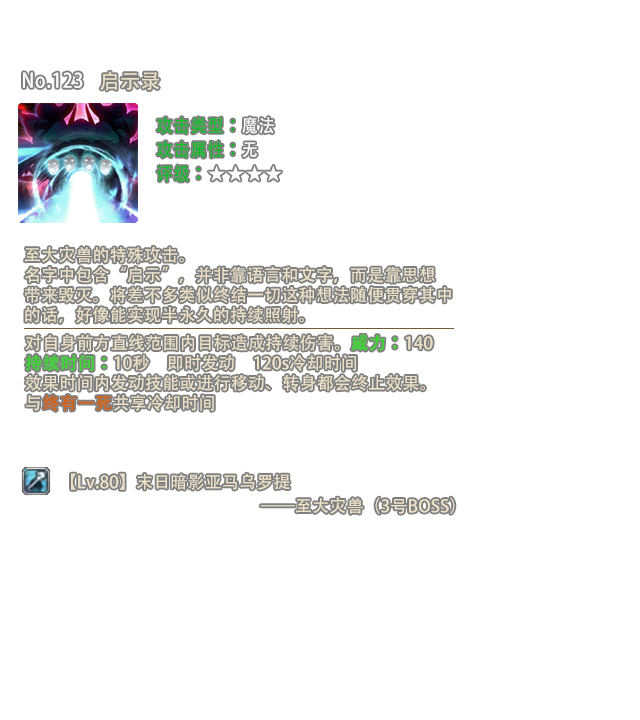 No.123 启示录
攻击类型：魔法
攻击属性：无
评级：☆☆☆☆
至大灾兽的特殊攻击。
名字中包含“启示”，并非靠语言和文字，而是靠思想
带来毁灭。将差不多类似终结一切这种想法随便贯穿其中
的话，好像能实现半永久的持续照射。
对自身前方直线范围内目标造成持续伤害。威力：140
持续时间：10秒 即时发动 120s冷却时间
效果时间内发动技能或进行移动、转身都会终止效果。
与终有一死共享冷却时间
【Lv.80】末日暗影亚马乌罗提
——至大灾兽（3号BOSS）